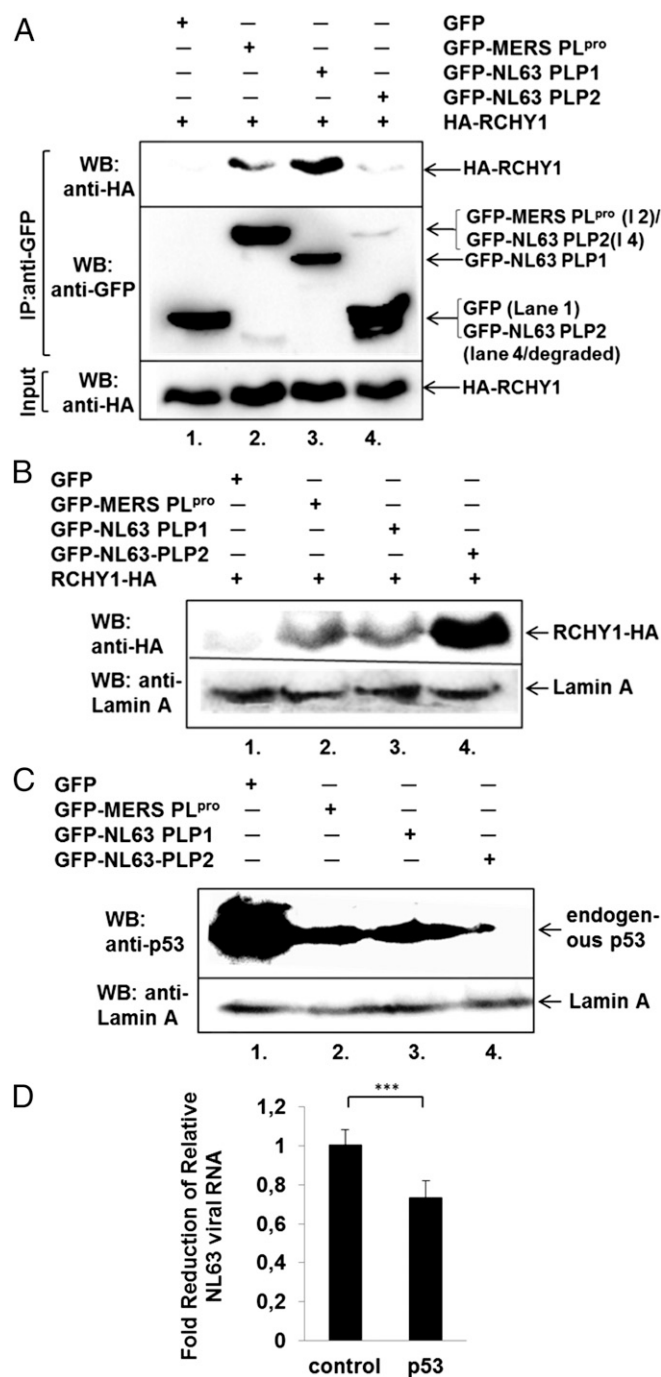 A
+ — — — GFP
— + — — GFP-MERS PLpro
— — + — GFP-NL63 PLP1
— — — + GFP-NL63 PLP2
+ + + + HA-RCHY1
IP:anti-GFP
WB:
anti-HA
HA-RCHY1
WB:
anti-GFP
GFP-MERS PLpro (l 2)/
GFP-NL63 PLP2(l 4)
GFP-NL63 PLP1
GFP (Lane 1)
GFP-NL63 PLP2
(lane 4/degraded)
Input
WB:
anti-HA
HA-RCHY1
1. 2. 3. 4.
B
GFP + — — —
GFP-MERS PLpro — + — —
GFP-NL63 PLP1 — — + —
GFP-NL63-PLP2 — — — +
RCHY1-HA + + + +
WB:
anti-HA
RCHY1-HA
WB: anti-
Lamin A
Lamin A
1. 2. 3. 4.
C
GFP + — — —
GFP-MERS PLpro — + — —
GFP-NL63 PLP1 — — + —
GFP-NL63-PLP2 — — — +
WB:
anti-p53
endogen-
ous p53
WB: anti-
Lamin A
Lamin A
1. 2. 3. 4.
D
Fold Reduction of Relative
NL63 viral RNA
***
1,2
1
0,8
0,6
0,4
0,2
0
control p53